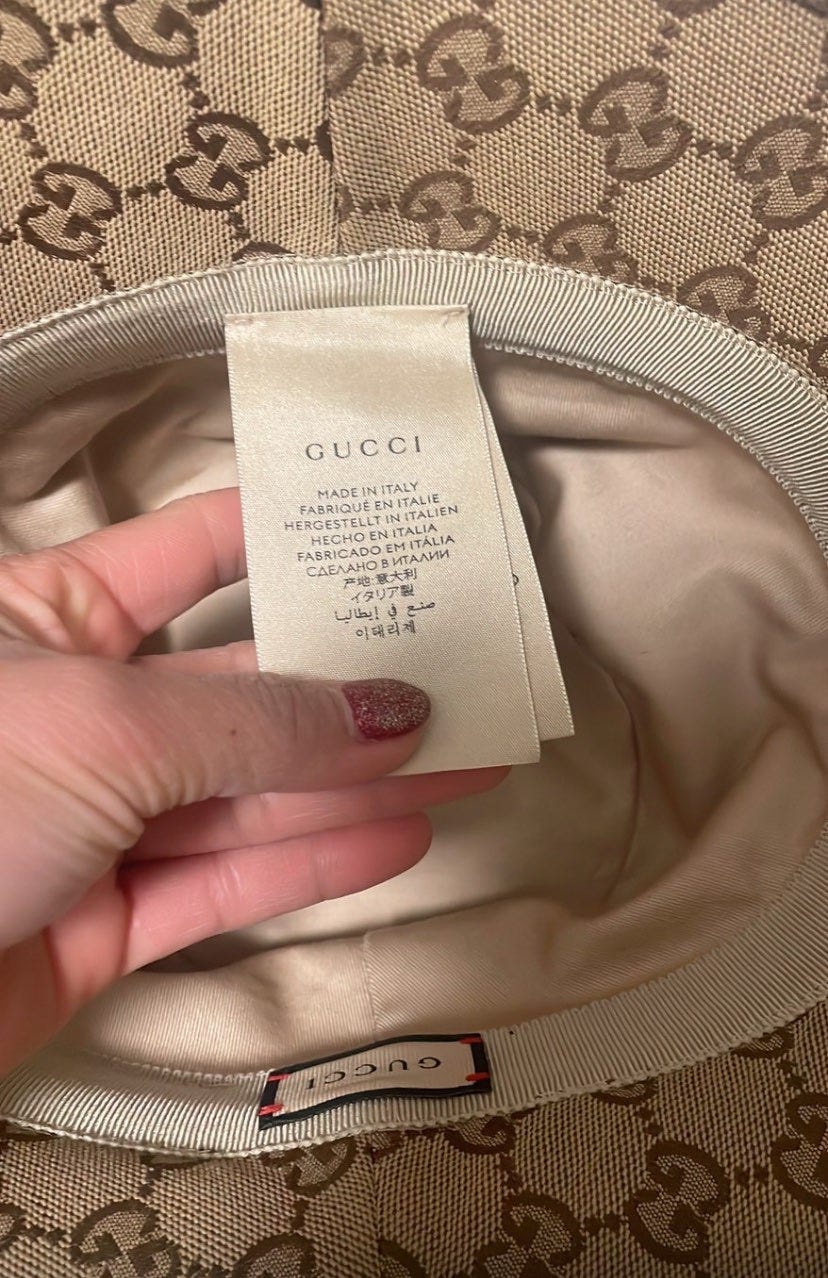 GUCCI
MADE IN ITALY
FABRIQUÉ EN ITALIE
HERGESTELLT IN ITALIEN
HECHO EN ITALIA
FABRICADO EM ITÁLIA
СДЕЛАНО В ИТАЛИИ
产地:意大利
イタリア製
صنع في إيطاليا
이태리제
GUCCI